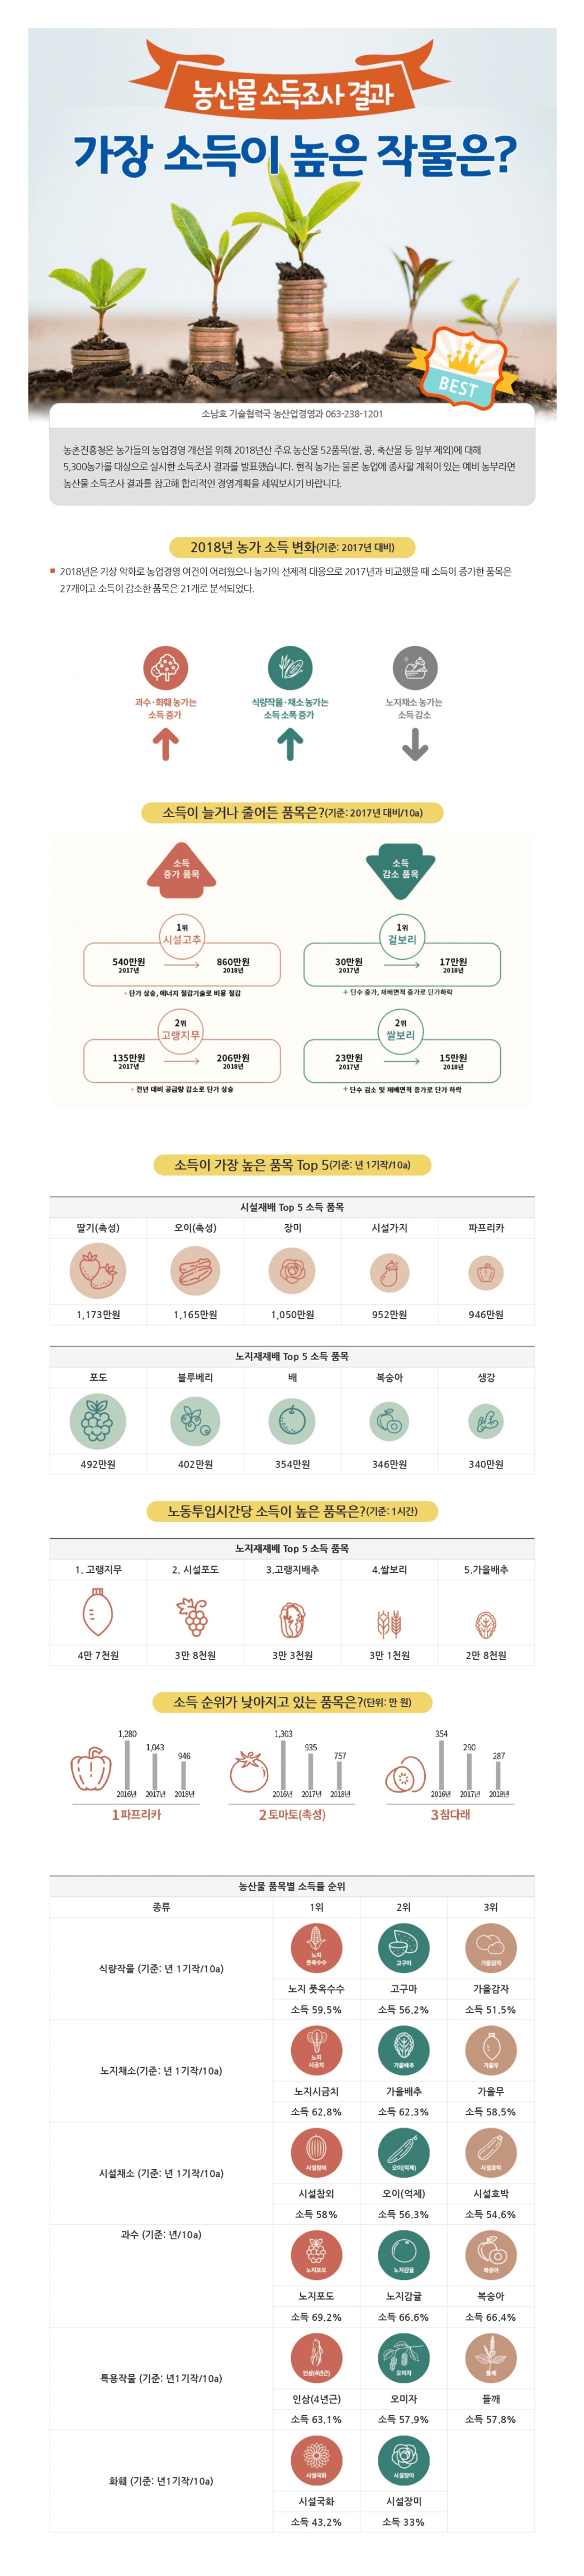 농산물 소득조사 결과
가장 소득이 높은 작물은?
BEST
소남호 기술협력국 농산업경영과 063-238-1201
농촌진흥청은 농가들의 농업경영 개선을 위해 2018년산 주요 농산물 52품목(쌀, 콩, 축산물 등 일부 제외)에 대해
5,300농가를 대상으로 실시한 소득조사 결과를 발표했습니다. 현직 농가는 물론 농업에 종사할 계획이 있는 예비 농부라면
농산물 소득조사 결과를 참고해 합리적인 경영계획을 세워보시기 바랍니다.
2018년 농가 소득 변화(기준: 2017년 대비)
2018년은 기상 악화로 농업경영 여건이 어려웠으나 농가의 선제적 대응으로 2017년과 비교했을 때 소득이 증가한 품목은
27개이고 소득이 감소한 품목은 21개로 분석되었다.
과수·화훼 농가는 식량작물·채소 농가는 노지채소 농가는
소득 증가 소득 소폭 증가 소득 감소
소득이 늘거나 줄어든 품목은?(기준: 2017년 대비/10a)
소득 소득
증가 품목 감소 품목
1위 1위
시설고추 겉보리
540만원 860만원 30만원 17만원
2017년 2018년 2017년 2018년
단가 상승, 에너지 절감기술로 비용 절감 + 단수 증가, 재배면적 증가로 단가하락
2위 2위
고랭지무 쌀보리
135만원 206만원 23만원 15만원
2017년 2018년 2017년 2018년
전년 대비 공급량 감소로 단가 상승 + 단수 감소 및 재배면적 증가로 단가 하락
소득이 가장 높은 품목 Top 5(기준: 년 1기작/10a)
시설재배 Top 5 소득 품목
딸기(촉성) 오이(촉성) 장미 시설가지 파프리카
1,173만원 1,165만원 1,050만원 952만원 946만원
노지재재배 Top 5 소득 품목
포도 블루베리 배 복숭아 생강
492만원 402만원 354만원 346만원 340만원
노동투입시간당 소득이 높은 품목은?(기준: 1시간)
노지재재배 Top 5 소득 품목
1. 고랭지무 2. 시설포도 3.고랭지배추 4.쌀보리 5.가을배추
4만 7천원 3만 8천원 3만 3천원 3만 1천원 2만 8천원
소득 순위가 낮아지고 있는 품목은?(단위: 만 원)
1,280 1,043 946 1,303 935 757 354 290 287
2016년 2017년 2018년 2016년 2017년 2018년 2016년 2017년 2018년
1 파프리카 2 토마토(촉성) 3 참다래
농산물 품목별 소득률 순위
종류 1위 2위 3위
노지
풋옥수수 고구마 가을감자
식량작물 (기준: 년 1기작/10a)
노지 풋옥수수 고구마 가을감자
소득 59.5% 소득 56.2% 소득 51.5%
노지
시금치 가을배추 가을무
노지채소(기준: 년 1기작/10a)
노지시금치 가을배추 가을무
소득 62.8% 소득 62.3% 소득 58.5%
시설참외 오이(억제) 시설호박
시설채소 (기준: 년 1기작/10a)
시설참외 오이(억제) 시설호박
소득 58% 소득 56.3% 소득 54.6%
과수 (기준: 년/10a)
노지포도 노지감귤 복숭아
노지포도 노지감귤 복숭아
소득 69.2% 소득 66.6% 소득 66.4%
인삼(4년근) 오미자 들깨
특용작물 (기준: 년1기작/10a)
인삼(4년근) 오미자 들깨
소득 63.1% 소득 57.9% 소득 57.8%
시설국화 시설장미
화훼 (기준: 년1기작/10a)
시설국화 시설장미
소득 43.2% 소득 33%